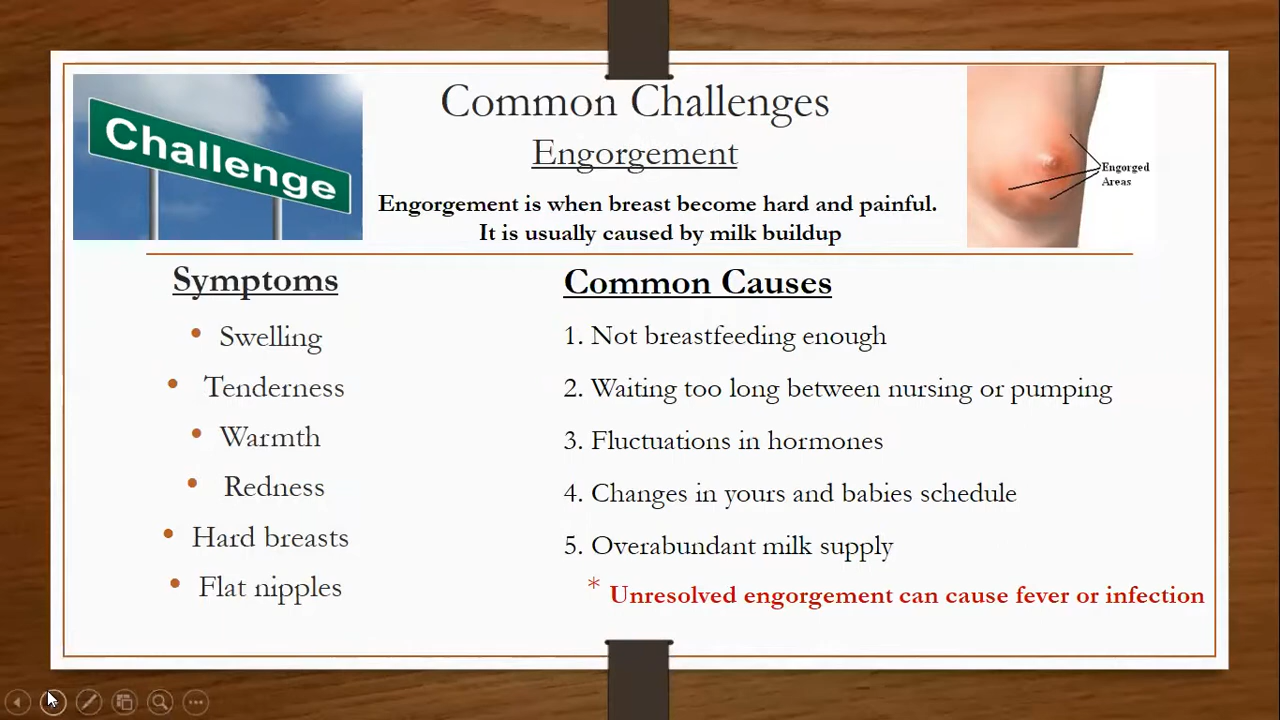 Challenge
Common Challenges
Engorgement
Engorgement is when breast become hard and painful.
It is usually caused by milk buildup
Engorged
Areas
Symptoms
• Swelling
• Tenderness
• Warmth
• Redness
• Hard breasts
• Flat nipples
Common Causes
1. Not breastfeeding enough
2. Waiting too long between nursing or pumping
3. Fluctuations in hormones
4. Changes in yours and babies schedule
5. Overabundant milk supply
* Unresolved engorgement can cause fever or infection